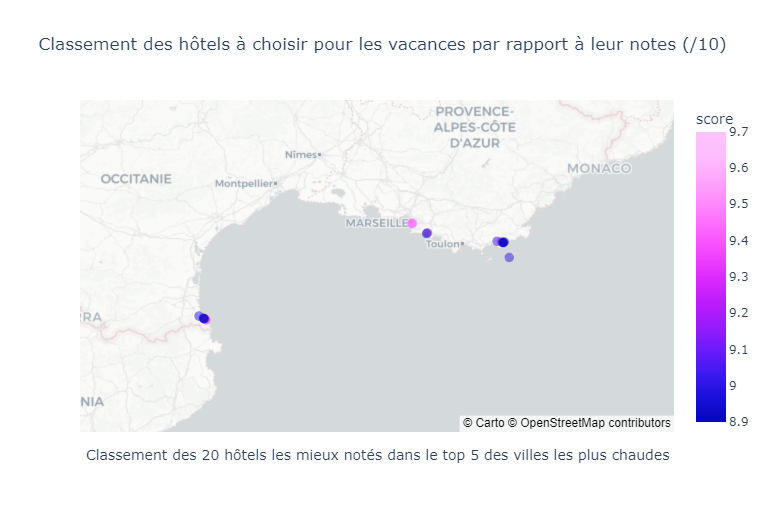 Classement des hôtels à choisir pour les vacances par rapport à leur notes (/10)
PROVENCE-
ALPES-CÔTE
D'AZUR
Nîmes
MONACO
OCCITANIE
Montpellier
MARSEILLE
Toulon
RA
NIA
© Carto © OpenStreetMap contributors
score
9.7
9.6
9.5
9.4
9.3
9.2
9.1
9
8.9
Classement des 20 hôtels les mieux notés dans le top 5 des villes les plus chaudes